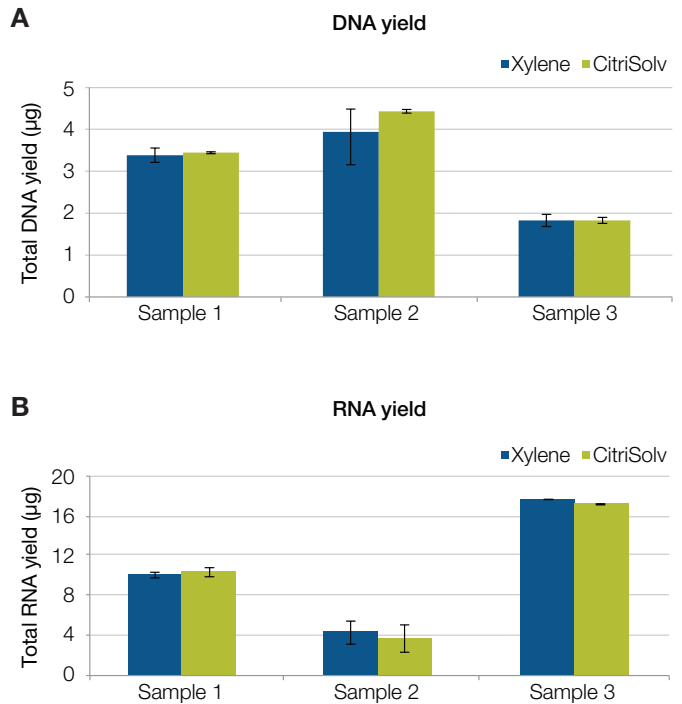 A
DNA yield
Xylene CitriSolv
Total DNA yield (µg)
5
4
3
2
1
0
Sample 1 Sample 2 Sample 3
B
RNA yield
Xylene CitriSolv
Total RNA yield (µg)
20
16
12
8
4
0
Sample 1 Sample 2 Sample 3